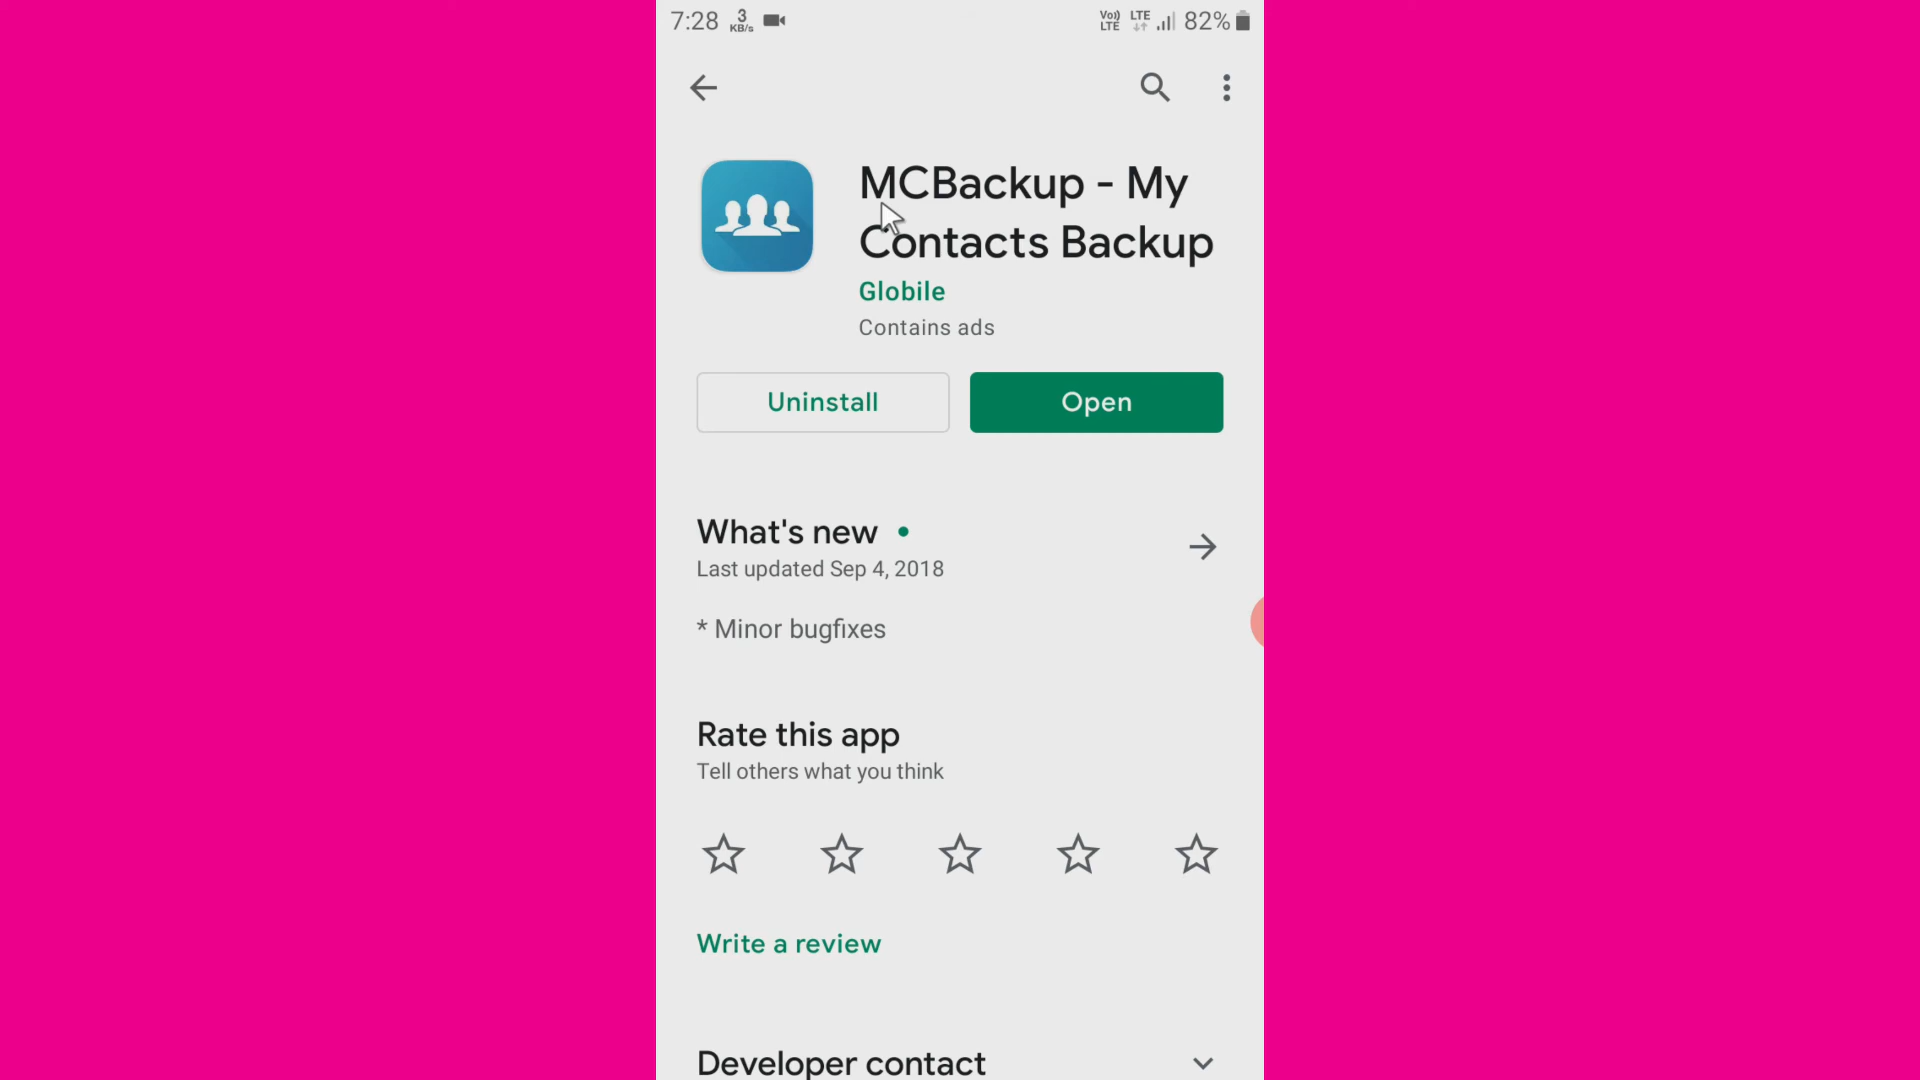 7:28 3 KB/s Vo)) LTE LTE 82%
MCBackup - My
Contacts Backup
Globile
Contains ads
Uninstall Open
What's new
Last updated Sep 4, 2018
* Minor bugfixes
Rate this app
Tell others what you think
Write a review
Developer contact